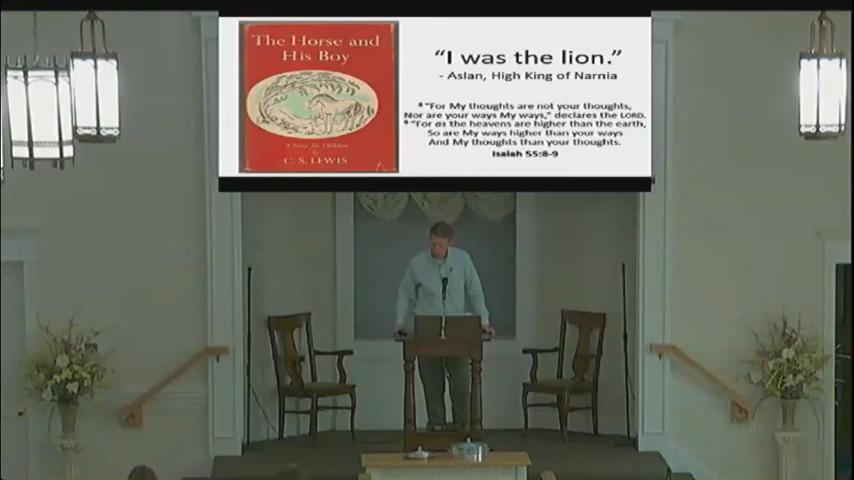 The Horse and
His Boy
A Story for Children
by
C. S. LEWIS
“I was the lion.”
- Aslan, High King of Narnia
8 “For My thoughts are not your thoughts,
Nor are your ways My ways,” declares the LORD.
9 “For as the heavens are higher than the earth,
So are My ways higher than your ways
And My thoughts than your thoughts.
Isaiah 55:8-9